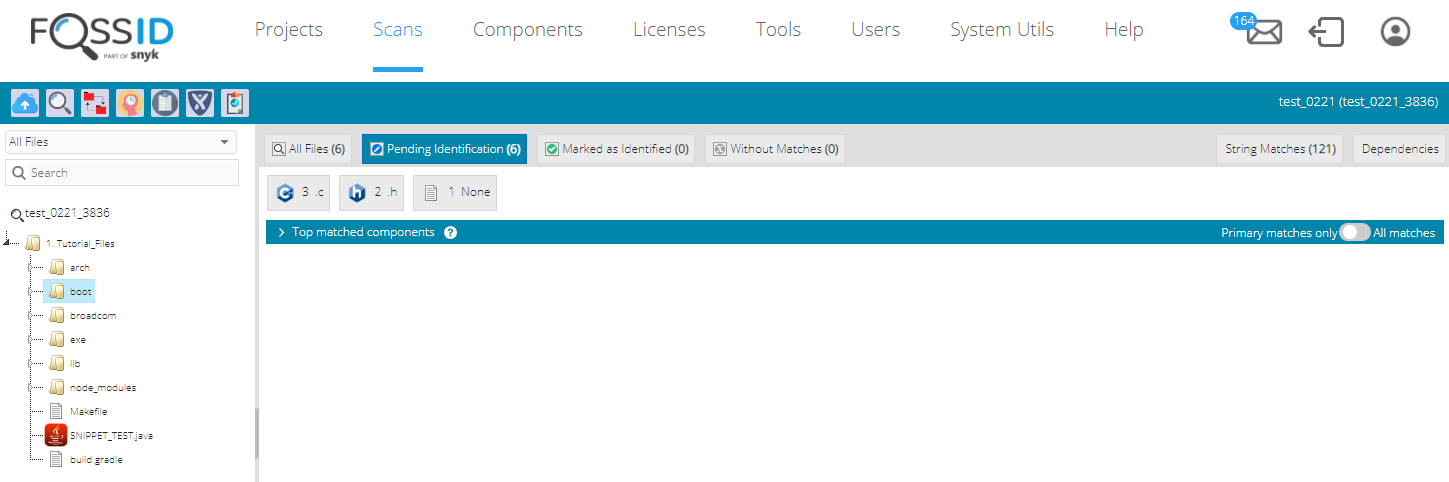 FOSSID
PART OF snyk
Projects Scans Components Licenses Tools Users System Utils Help
164
test_0221 (test_0221_3836)
All Files
Search
test_0221_3836
1. Tutorial_Files
arch
boot
broadcom
exe
lib
node_modules
Makefile
SNIPPET_TEST.java
build.gradle
All Files (6) Pending Identification (6) Marked as Identified (0) Without Matches (0) String Matches (121) Dependencies
3 .c 2 .h 1 None
Top matched components ? Primary matches only All matches